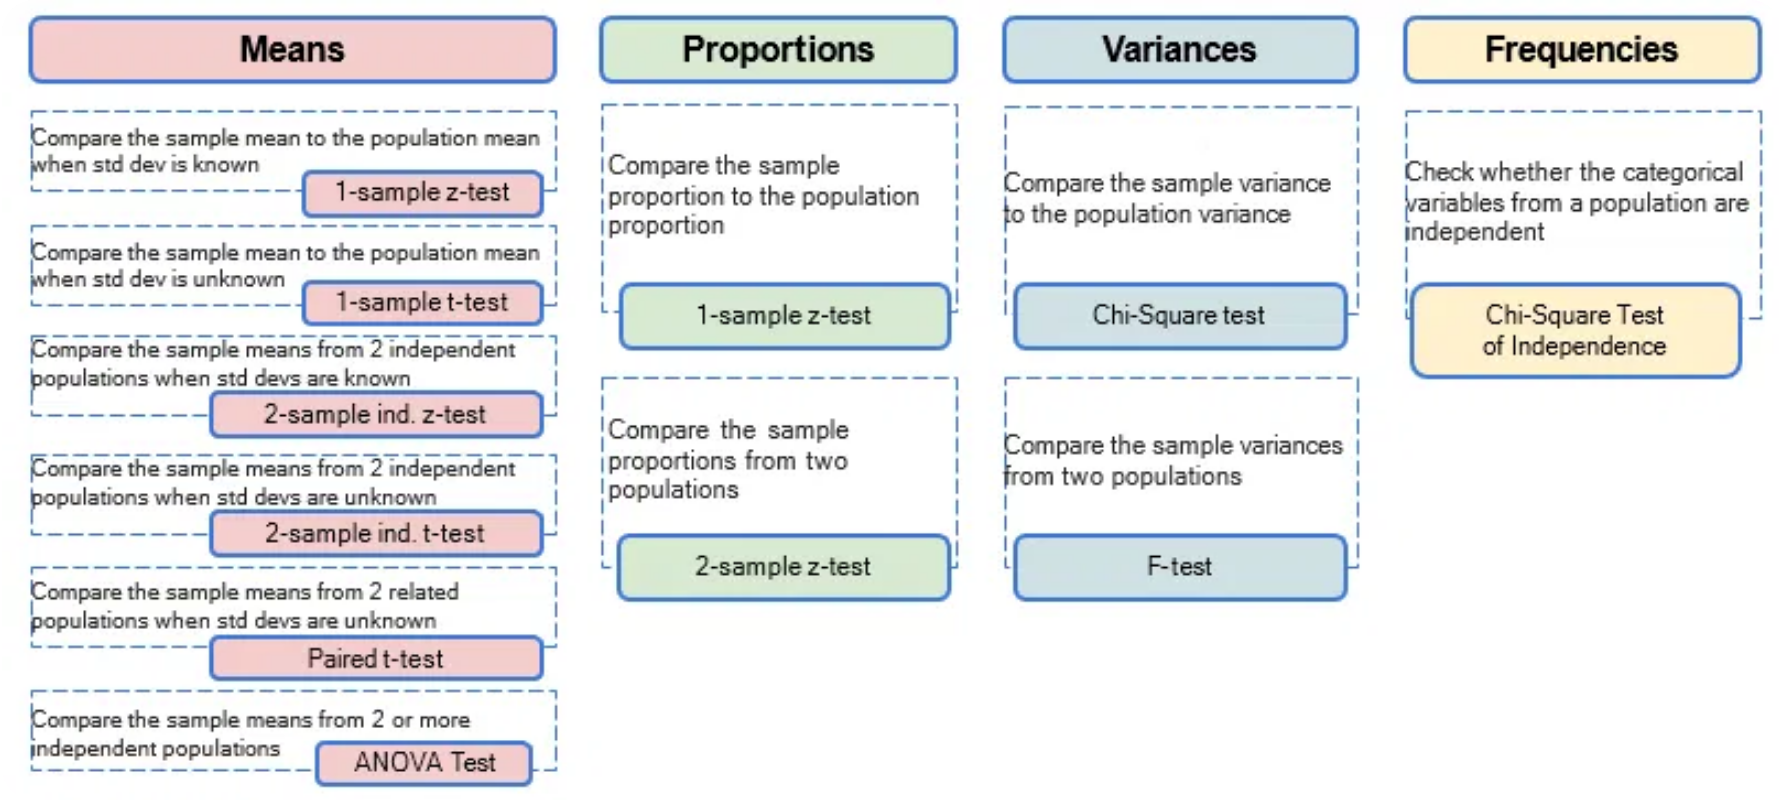 Means
Compare the sample mean to the population mean
when std dev is known
1-sample z-test
Compare the sample mean to the population mean
when std dev is unknown
1-sample t-test
Compare the sample means from 2 independent
populations when std devs are known
2-sample ind. z-test
Compare the sample means from 2 independent
populations when std devs are unknown
2-sample ind. t-test
Compare the sample means from 2 related
populations when std devs are unknown
Paired t-test
Compare the sample means from 2 or more
independent populations
ANOVA Test
Proportions
Compare the sample
proportion to the population
proportion
1-sample z-test
Compare the sample
proportions from two
populations
2-sample z-test
Variances
Compare the sample variance
to the population variance
Chi-Square test
Compare the sample variances
from two populations
F-test
Frequencies
Check whether the categorical
variables from a population are
independent
Chi-Square Test
of Independence